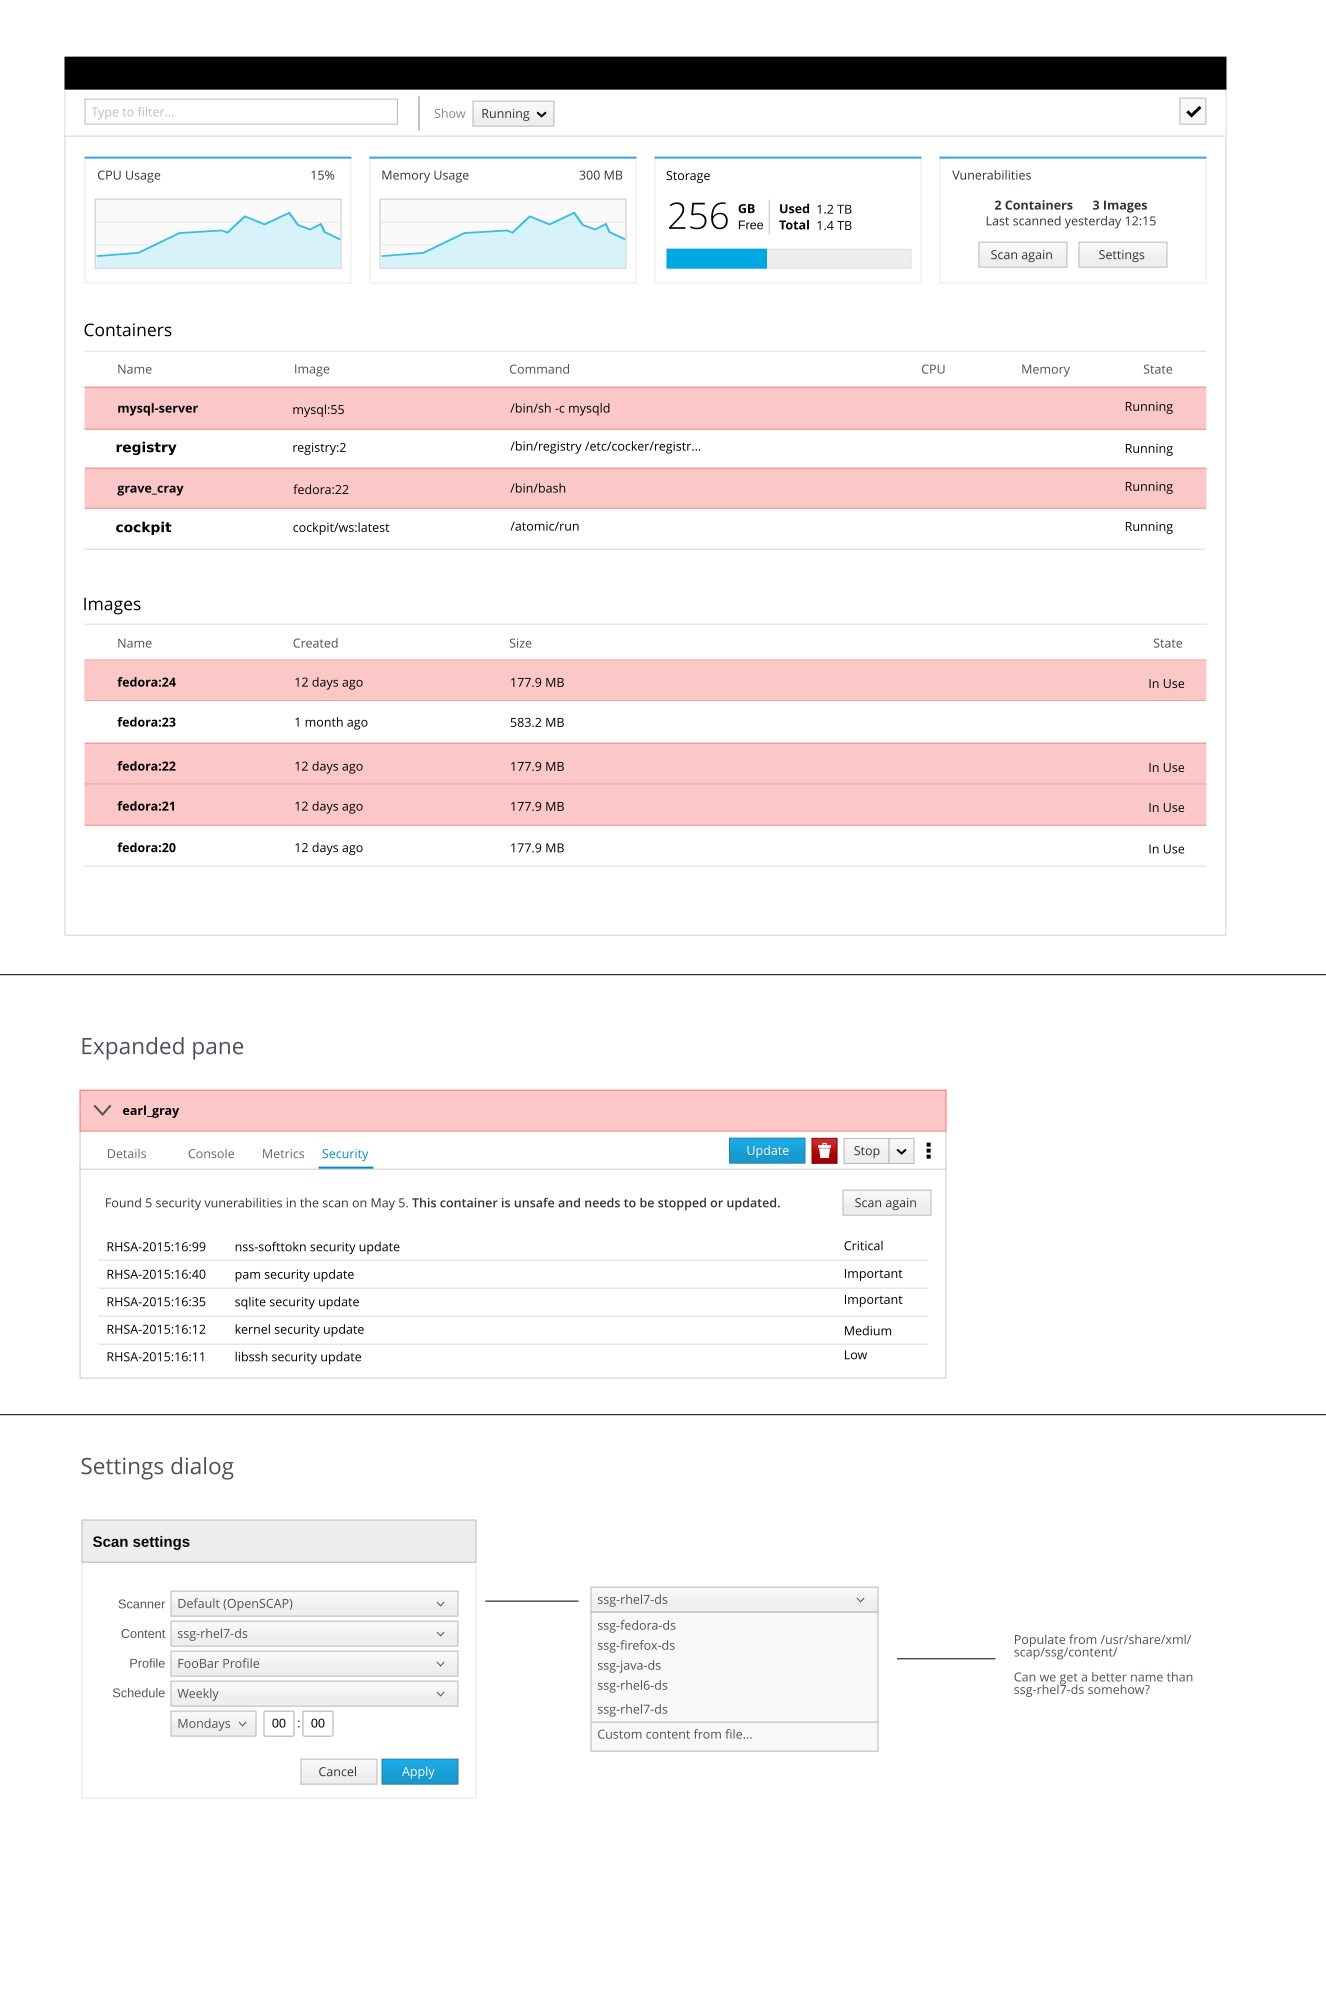 Type to filter...
Show
Running
CPU Usage 15%
Memory Usage 300 MB
Storage
256 GB Free
Used 1.2 TB
Total 1.4 TB
Vunerabilities
2 Containers 3 Images
Last scanned yesterday 12:15
Scan again Settings
Containers
Name Image Command CPU Memory State
mysql-server mysql:55 /bin/sh -c mysqld Running
registry registry:2 /bin/registry /etc/cocker/registr... Running
grave_cray fedora:22 /bin/bash Running
cockpit cockpit/ws:latest /atomic/run Running
Images
Name Created Size State
fedora:24 12 days ago 177.9 MB In Use
fedora:23 1 month ago 583.2 MB
fedora:22 12 days ago 177.9 MB In Use
fedora:21 12 days ago 177.9 MB In Use
fedora:20 12 days ago 177.9 MB In Use
Expanded pane
earl_gray
Details Console Metrics Security Update Stop
Found 5 security vunerabilities in the scan on May 5. This container is unsafe and needs to be stopped or updated. Scan again
RHSA-2015:16:99 nss-softtokn security update Critical
RHSA-2015:16:40 pam security update Important
RHSA-2015:16:35 sqlite security update Important
RHSA-2015:16:12 kernel security update Medium
RHSA-2015:16:11 libssh security update Low
Settings dialog
Scan settings
Scanner Default (OpenSCAP)
Content ssg-rhel7-ds
Profile FooBar Profile
Schedule Weekly
Mondays 00 : 00
Cancel Apply
ssg-rhel7-ds
ssg-fedora-ds
ssg-firefox-ds
ssg-java-ds
ssg-rhel6-ds
ssg-rhel7-ds
Custom content from file...
Populate from /usr/share/xml/
scap/ssg/content/
Can we get a better name than
ssg-rhel7-ds somehow?